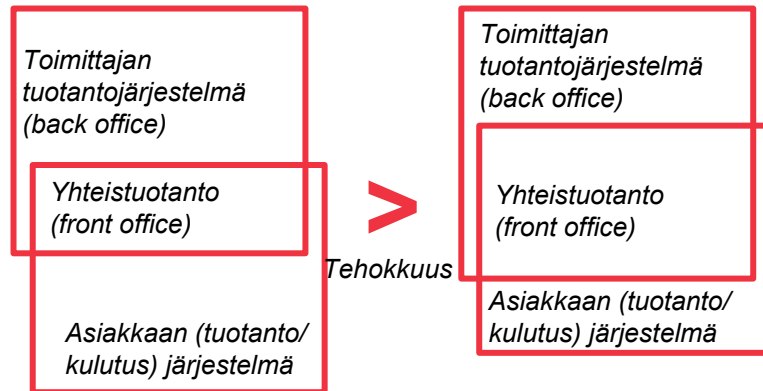 Toimittajan
tuotantojärjestelmä
(back office)
Yhteistuotanto
(front office)
Asiakkaan (tuotanto/
kulutus) järjestelmä
>
Tehokkuus
Toimittajan
tuotantojärjestelmä
(back office)
Yhteistuotanto
(front office)
Asiakkaan (tuotanto/
kulutus) järjestelmä